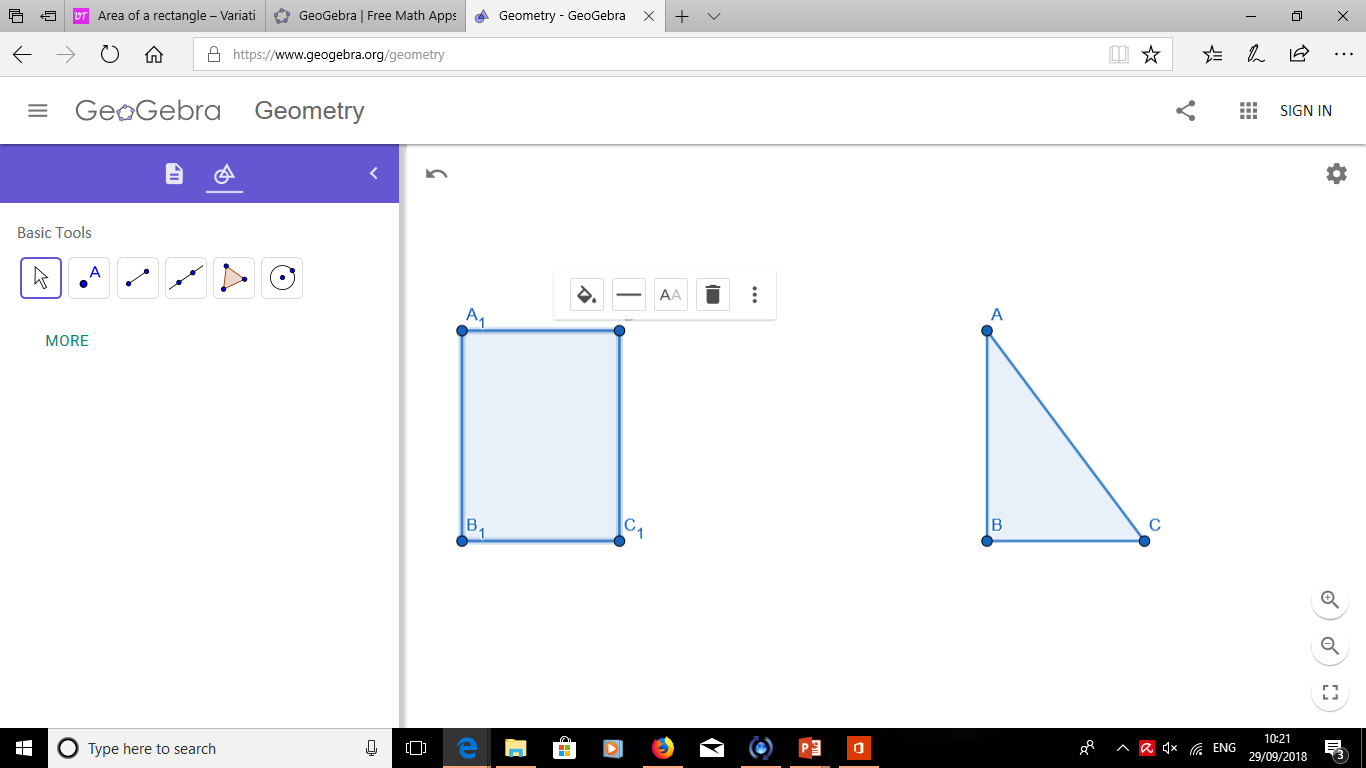 Area of a rectangle – Variati
GeoGebra | Free Math Apps
Geometry - GeoGebra
https://www.geogebra.org/geometry
GeoGebra
Geometry
SIGN IN
Basic Tools
A
MORE
AA
A1
A
B1
C1
B
C
Type here to search
ENG
10:21
29/09/2018
3